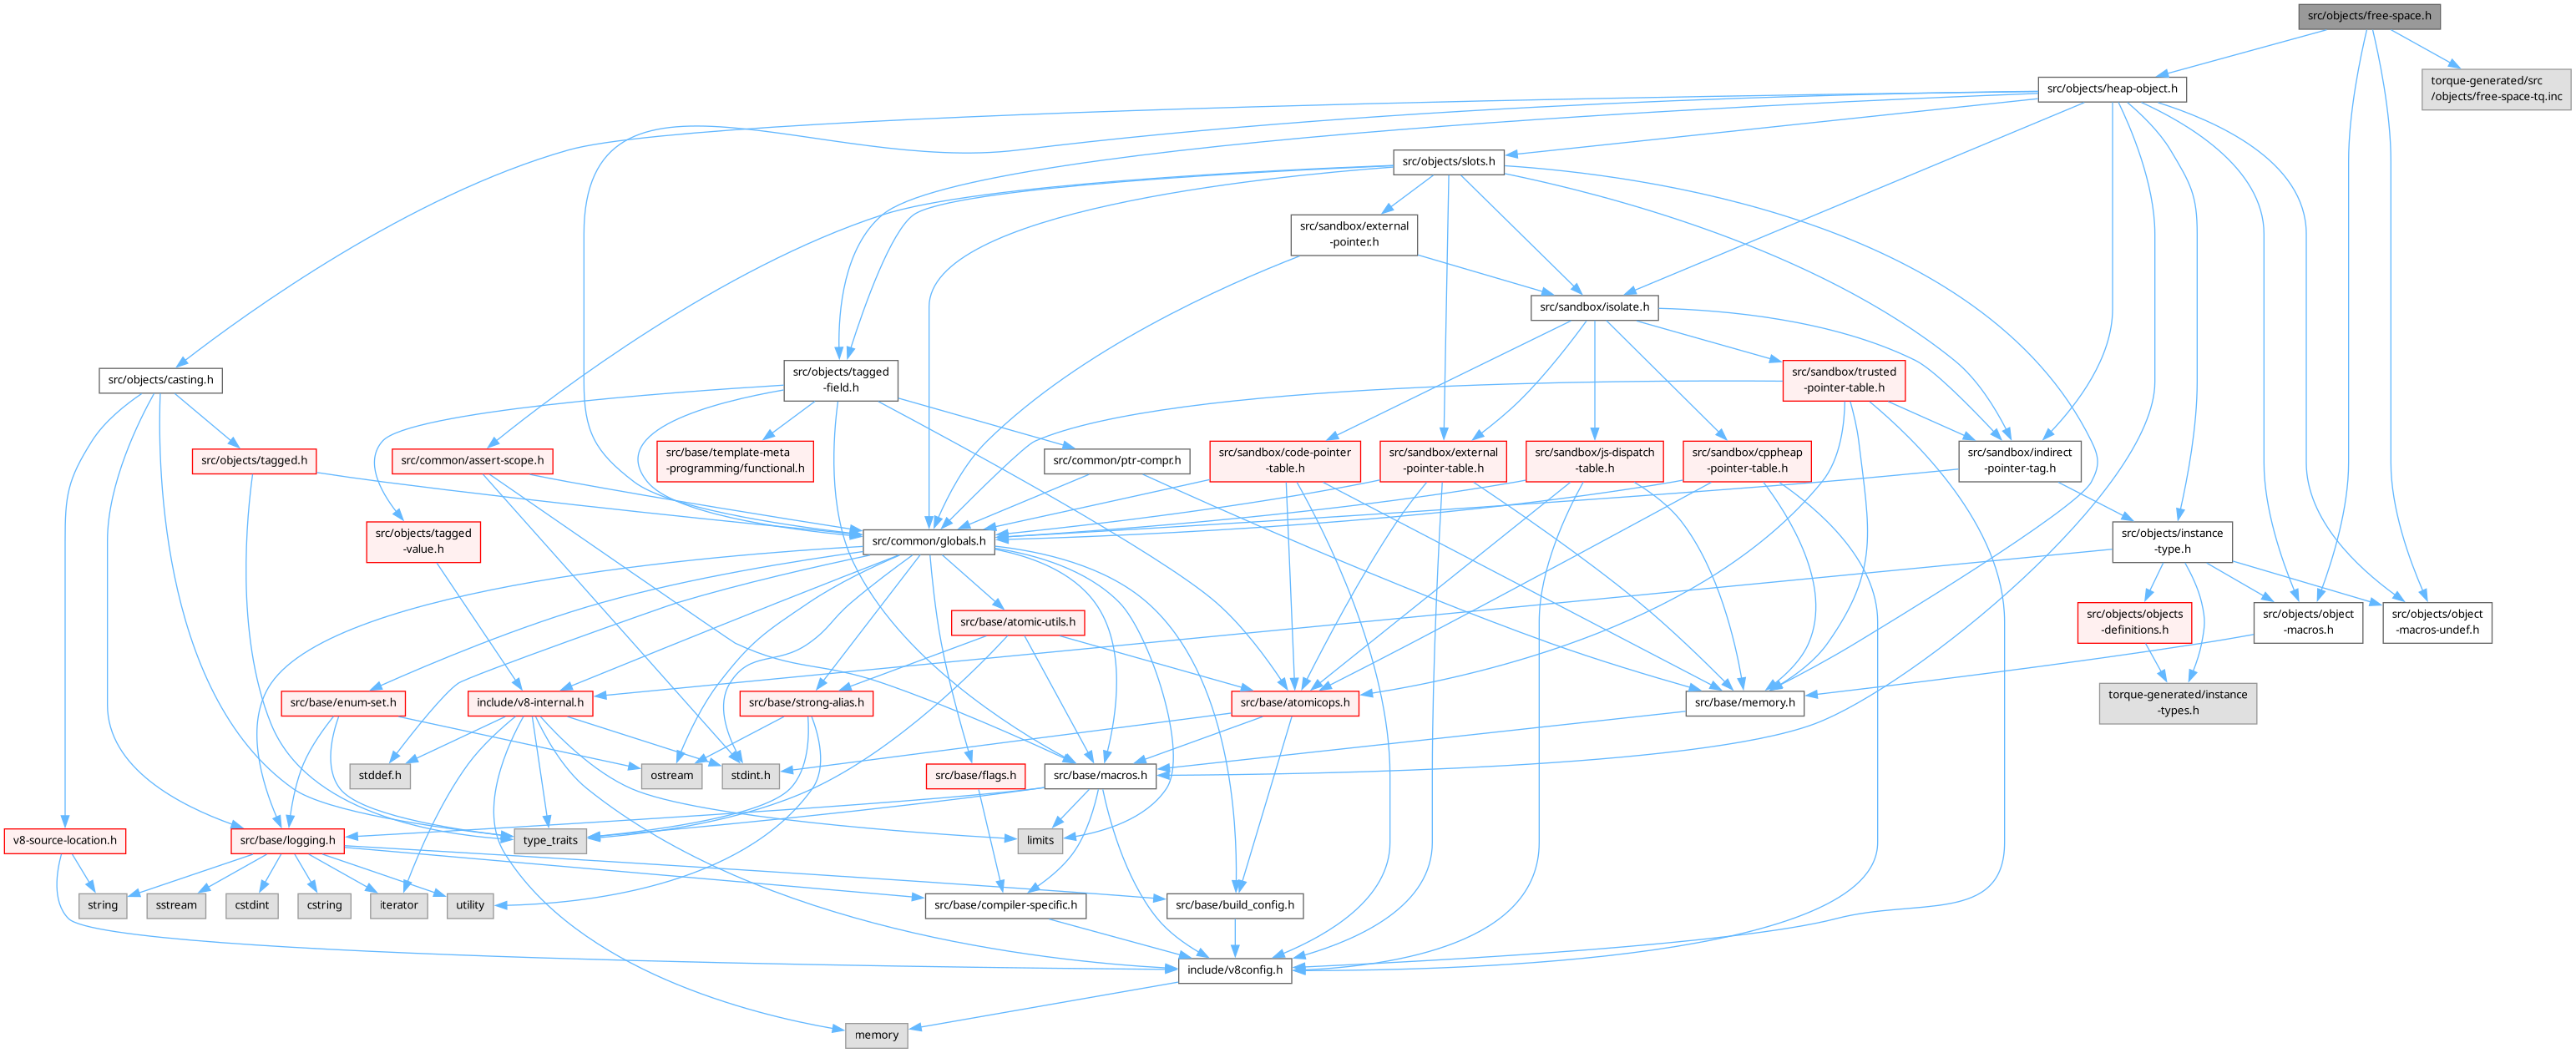 src/objects/free-space.h
src/objects/heap-object.h
torque-generated/src
/objects/free-space-tq.inc
src/objects/slots.h
src/sandbox/external
-pointer.h
src/sandbox/isolate.h
src/objects/casting.h
src/objects/tagged
-field.h
src/sandbox/trusted
-pointer-table.h
src/objects/tagged.h
src/common/assert-scope.h
src/base/template-meta
-programming/functional.h
src/common/ptr-compr.h
src/sandbox/code-pointer
-table.h
src/sandbox/external
-pointer-table.h
src/sandbox/js-dispatch
-table.h
src/sandbox/cppheap
-pointer-table.h
src/sandbox/indirect
-pointer-tag.h
src/objects/tagged
-value.h
src/common/globals.h
src/objects/instance
-type.h
src/base/atomic-utils.h
src/objects/objects
-definitions.h
src/objects/object
-macros.h
src/objects/object
-macros-undef.h
src/base/enum-set.h
include/v8-internal.h
src/base/strong-alias.h
src/base/atomicops.h
src/base/memory.h
torque-generated/instance
-types.h
stddef.h
ostream
stdint.h
src/base/flags.h
src/base/macros.h
v8-source-location.h
src/base/logging.h
type_traits
limits
string
sstream
cstdint
cstring
iterator
utility
src/base/compiler-specific.h
src/base/build_config.h
include/v8config.h
memory